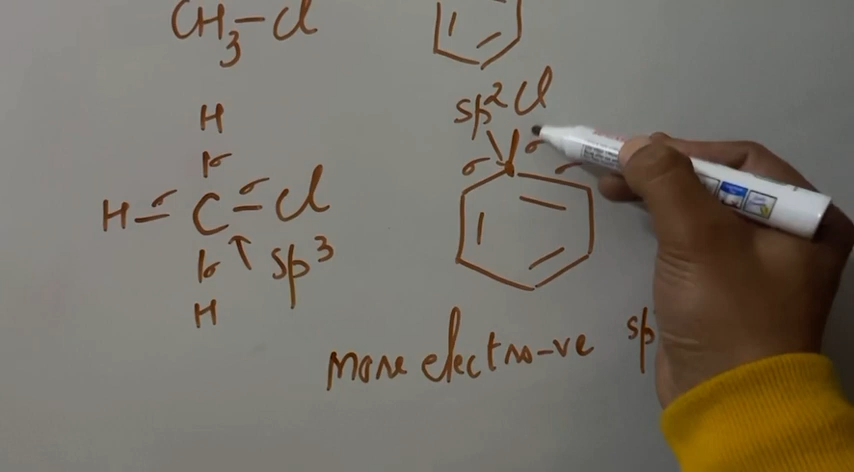 CH3-Cl
sp2 Cl
H
σ
σ σ
H - C - Cl
σ σ σ
σ
sp3
H
more electro-ve sp